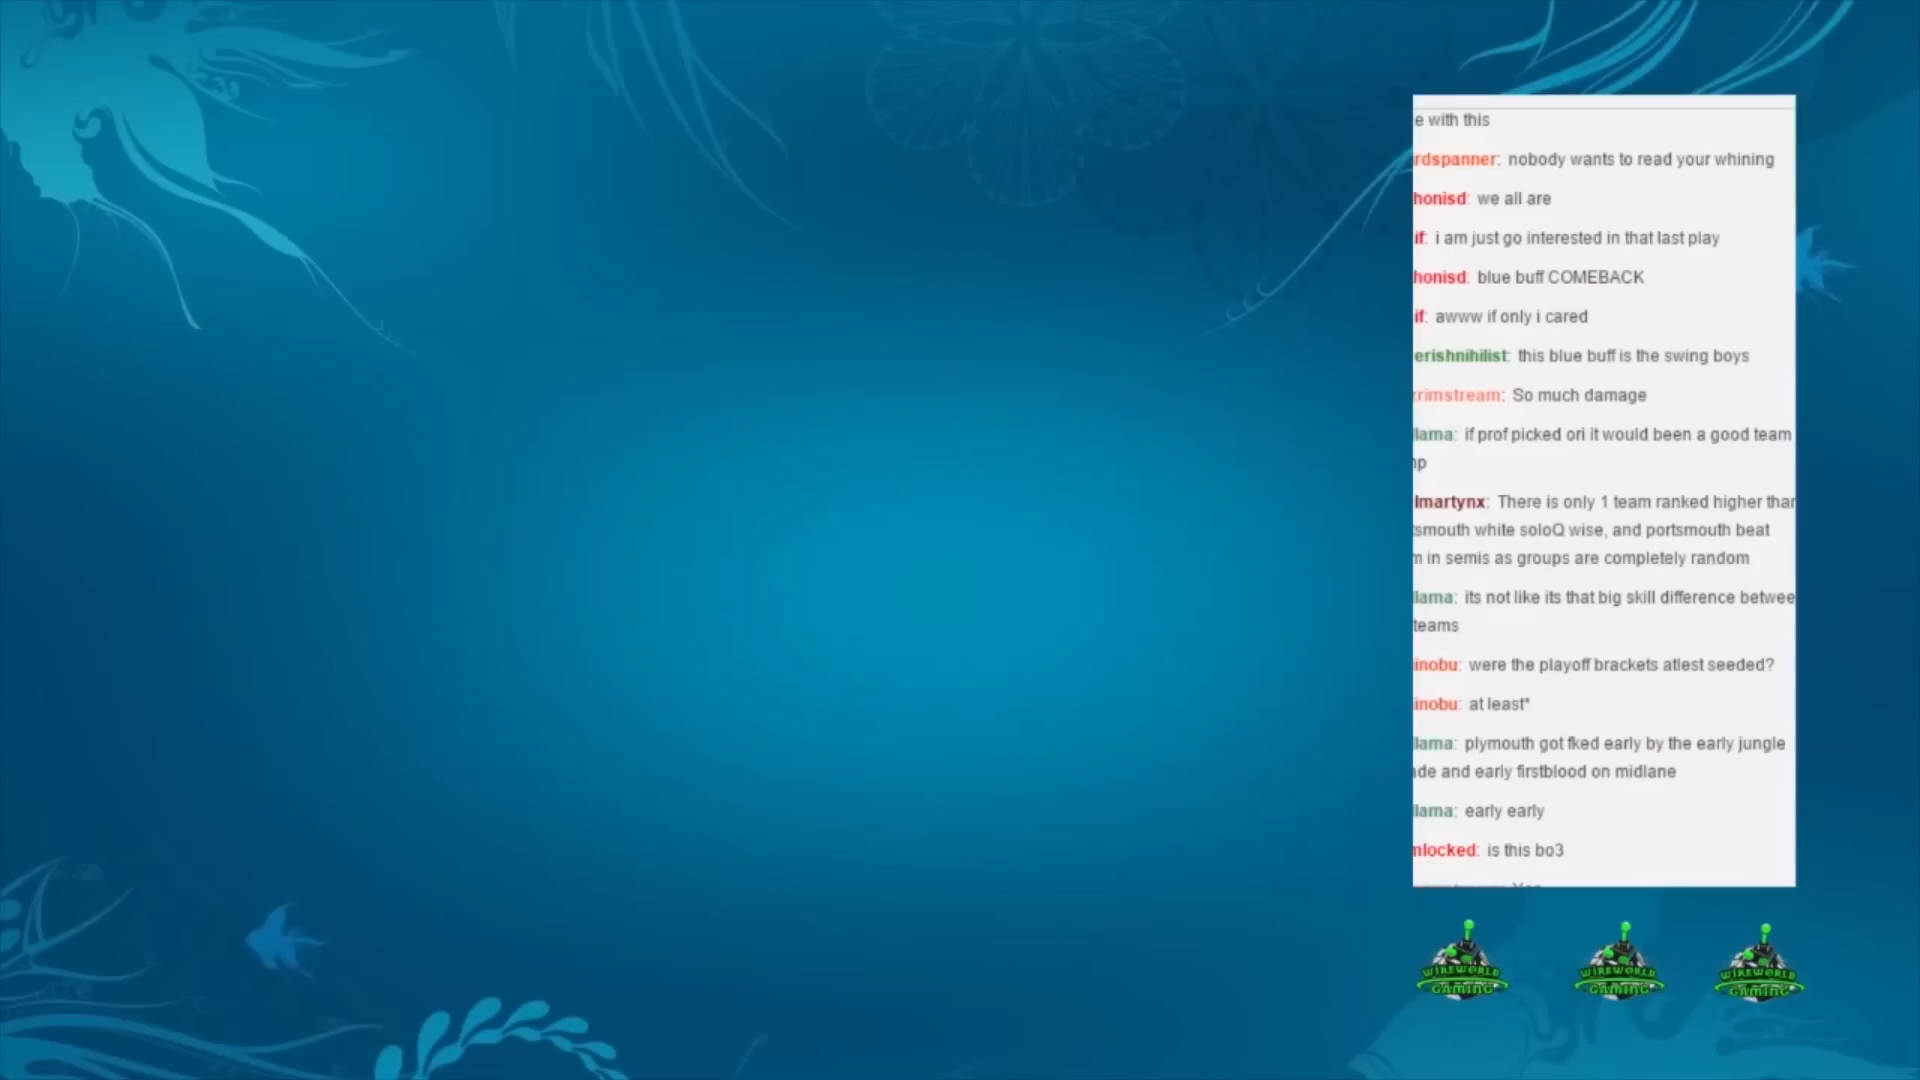 e with this
rdspanner: nobody wants to read your whining
honisd: we all are
if: i am just go interested in that last play
honisd: blue buff COMEBACK
if: awww if only i cared
erishnihilist: this blue buff is the swing boys
rimstream: So much damage
lama: if prof picked ori it would been a good team
np
lmartynx: There is only 1 team ranked higher than
tsmouth white soloQ wise, and portsmouth beat
m in semis as groups are completely random
lama: its not like its that big skill difference betwee
teams
inobu: were the playoff brackets atlest seeded?
inobu: at least*
lama: plymouth got fked early by the early jungle
de and early firstblood on midlane
lama: early early
mlocked: is this bo3
WIREWORLD GAMING
WIREWORLD GAMING
WIREWORLD GAMING